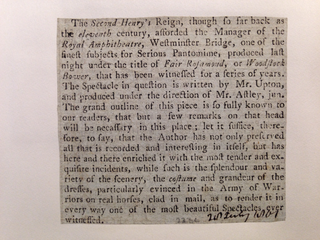 The Second Henry's Reign, though so far back as
the eleventh century, afforded the Manager of the
Royal Amphitheatre, Westminster Bridge, one of the
finest subjects for Serious Pantomime, produced last
night under the title of Fair Rosamond, or Woodstock
Bower, that has been witnessed for a series of years.
The Spectacle in question is written by Mr. Upton,
and produced under the direction of Mr. Astley, jun.
The grand outline of this piece is so fully known to
our readers, that but a few remarks on that head
will be necessary in this place; let it suffice, there-
fore, to say, that the Author has not only preserved
all that is recorded and interesting in itself, but has
here and there enriched it with the most tender and ex-
quisite incidents, while such is the splendour and va-
riety of the scenery, the costume and grandeur of the
dresses, particularly evinced in the Army of War-
riors on real horses, clad in mail, as to render it in
every way one of the most beautiful Spectacles ever
witnessed.